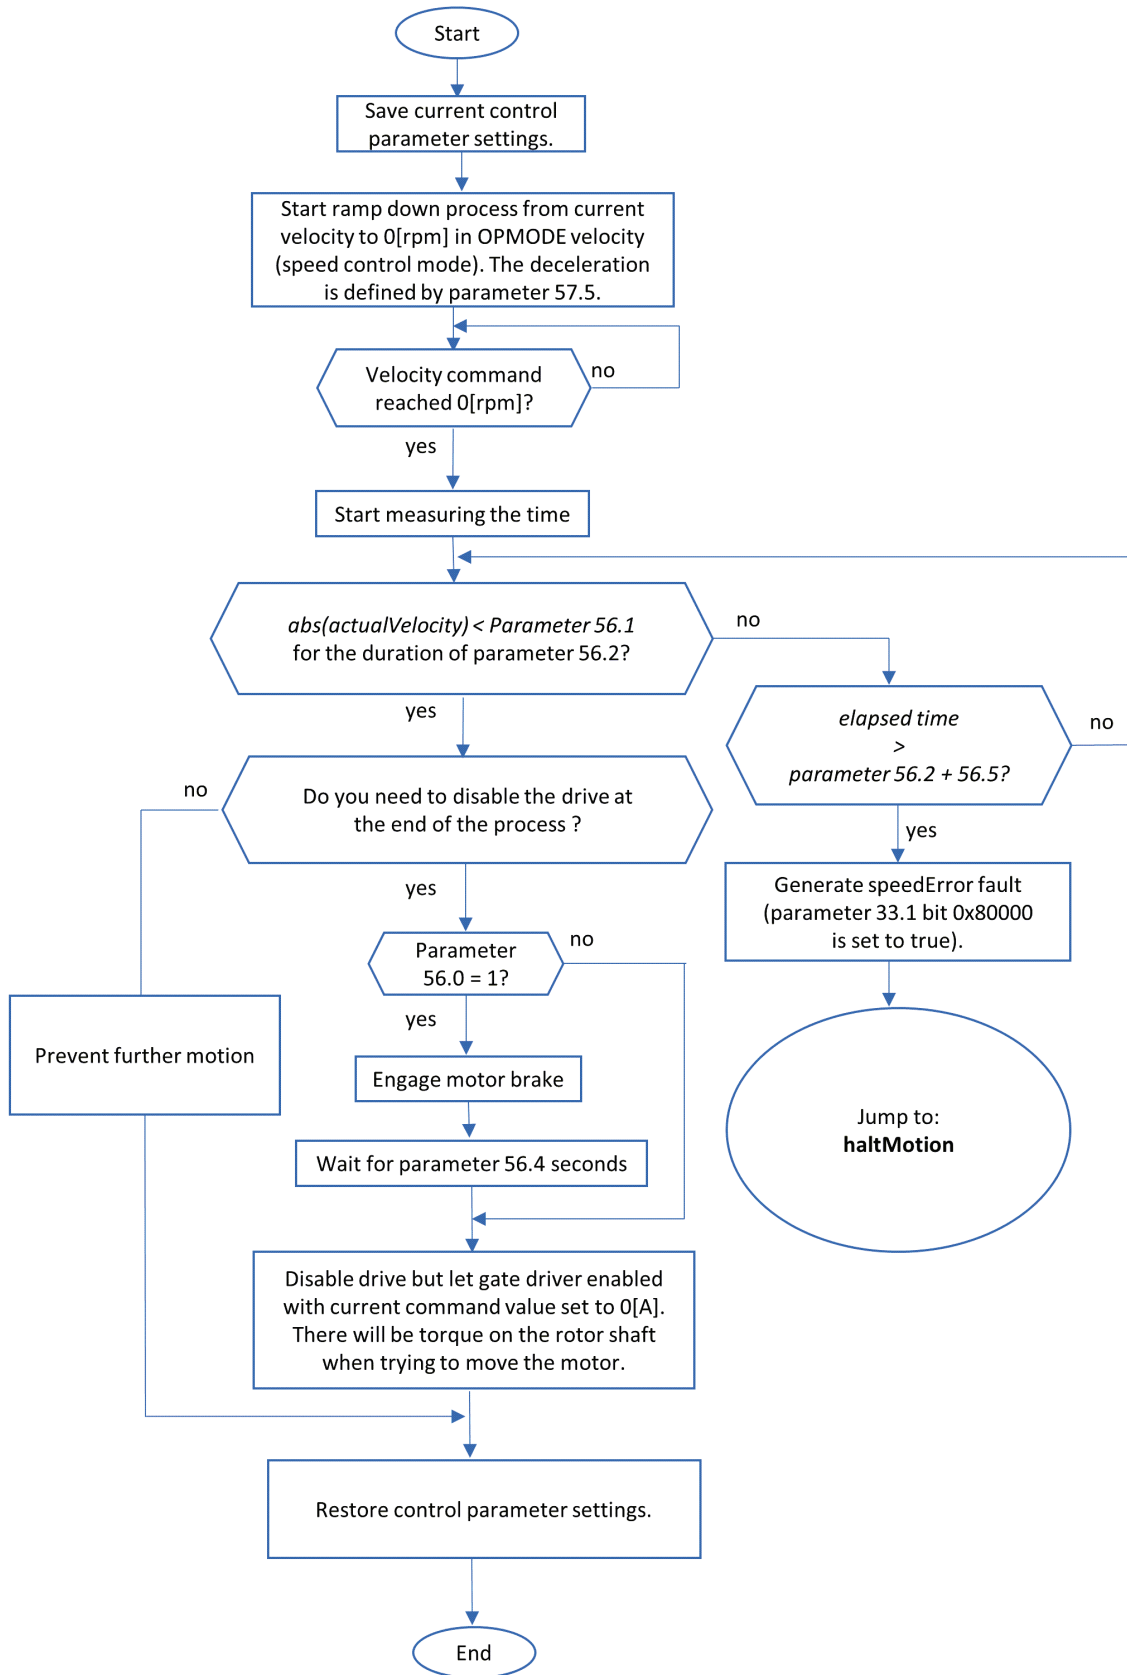 Start
Save current control
parameter settings.
Start ramp down process from current
velocity to 0[rpm] in OPMODE velocity
(speed control mode). The deceleration
is defined by parameter 57.5.
Velocity command
reached 0[rpm]?
no
yes
Start measuring the time
abs(actualVelocity) < Parameter 56.1
for the duration of parameter 56.2?
no
yes
elapsed time
>
parameter 56.2 + 56.5?
no
yes
Generate speedError fault
(parameter 33.1 bit 0x80000
is set to true).
Jump to:
haltMotion
Do you need to disable the drive at
the end of the process ?
no
yes
Parameter
56.0 = 1?
no
yes
Prevent further motion
Engage motor brake
Wait for parameter 56.4 seconds
Disable drive but let gate driver enabled
with current command value set to 0[A].
There will be torque on the rotor shaft
when trying to move the motor.
Restore control parameter settings.
End